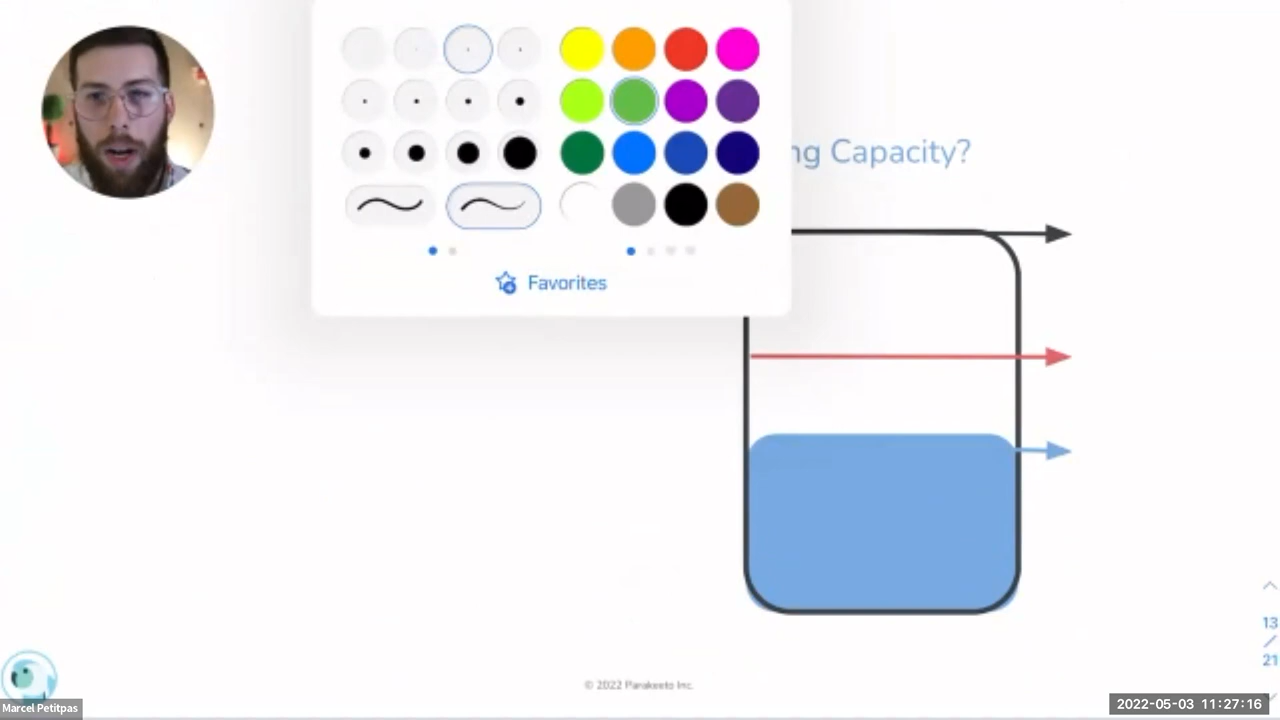 ng Capacity?
Favorites
13
/
21
© 2022 Parakeeto Inc.
Marcel Petitpas
2022-05-03 11:27:16